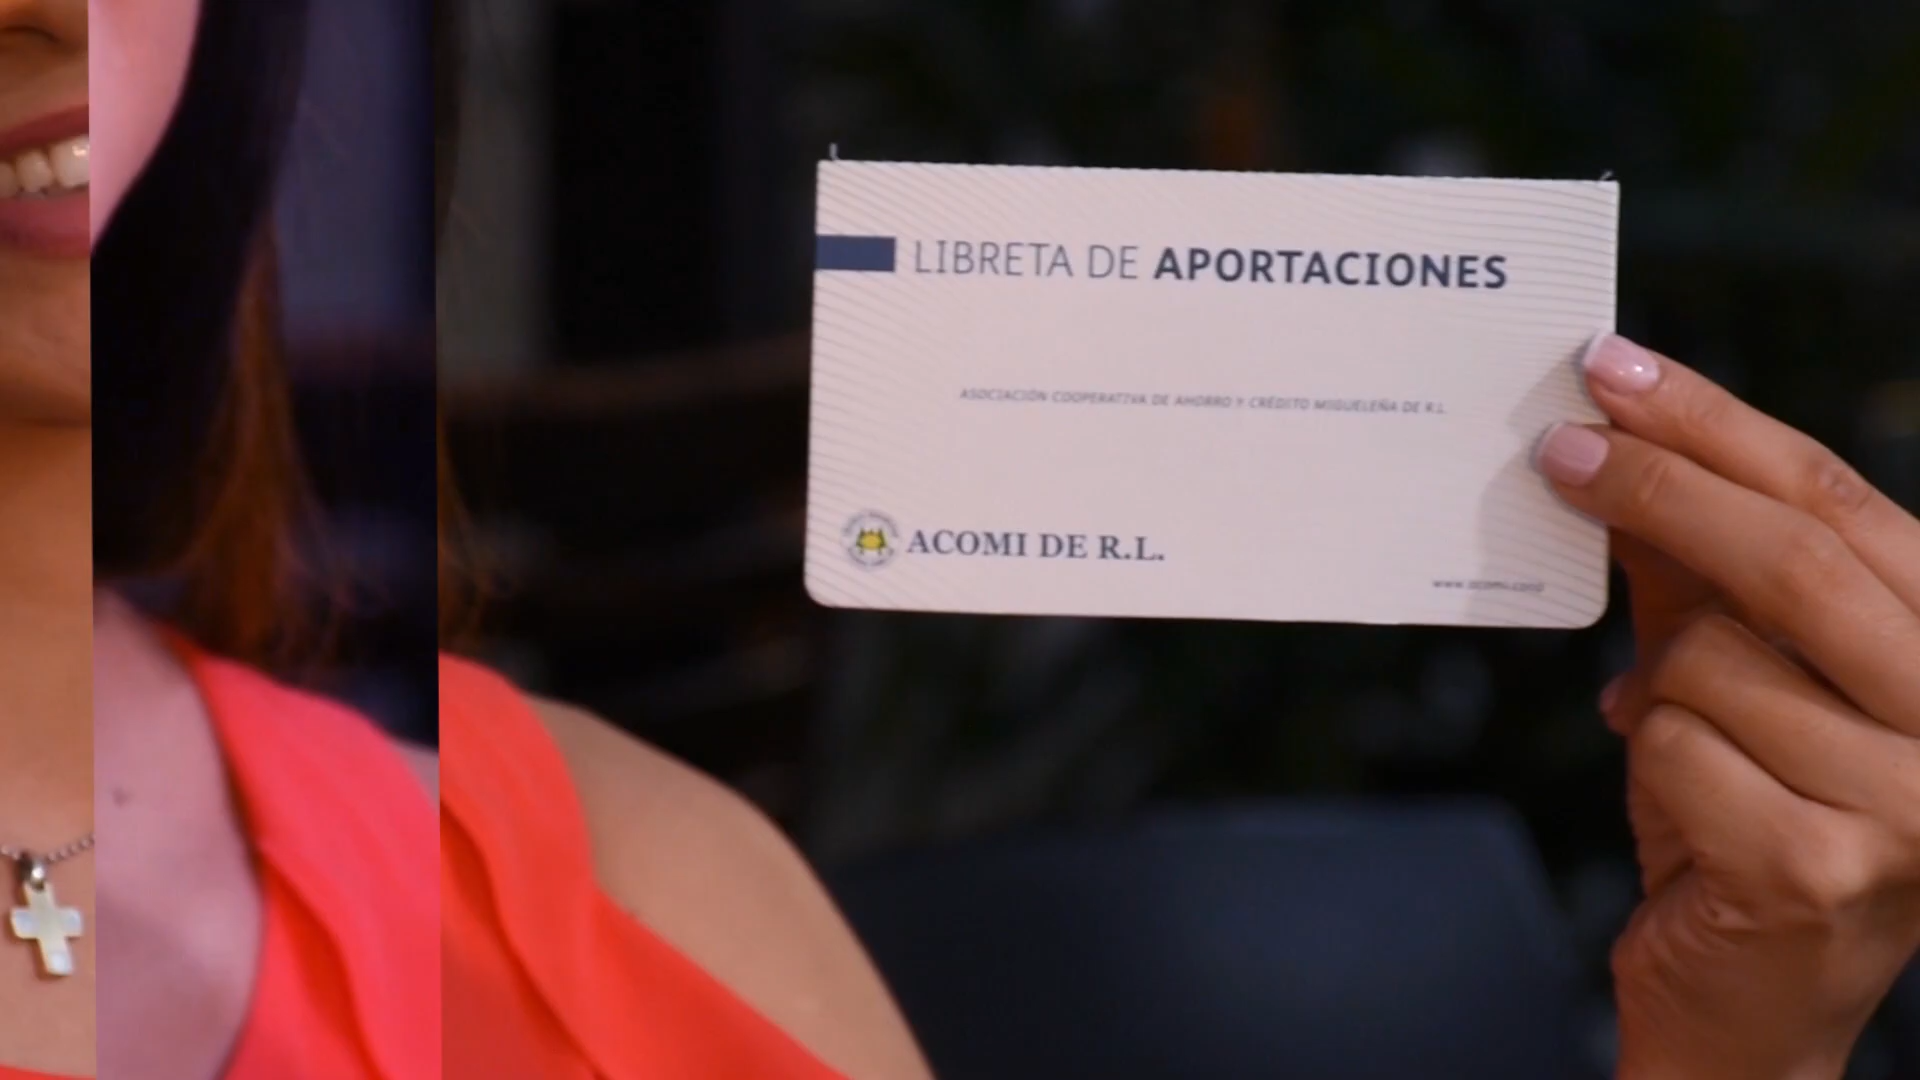 LIBRETA DE APORTACIONES
ASOCIACIÓN COOPERATIVA DE AHORRO Y CRÉDITO MIGUELEÑA DE R.L.
ACOMI DE R.L.